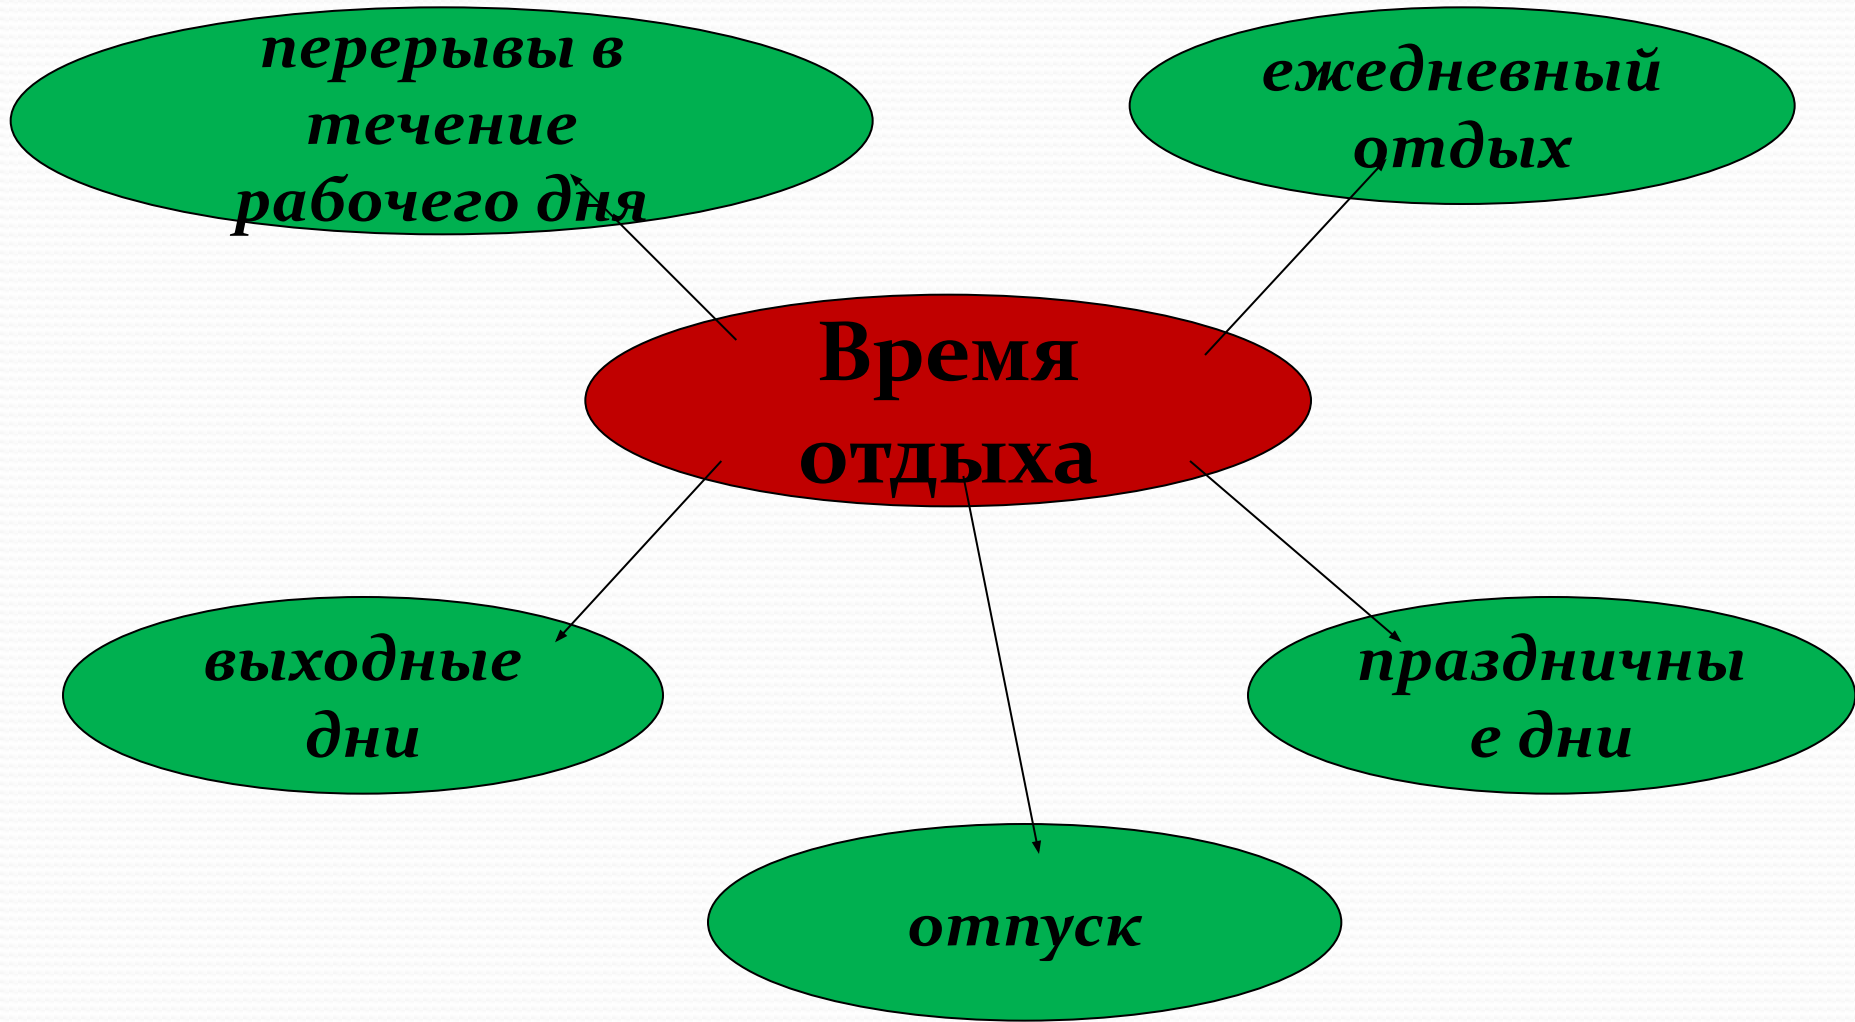 перерывы в
течение
рабочего дня
ежедневный
отдых
Время
отдыха
выходные
дни
праздничны
е дни
отпуск